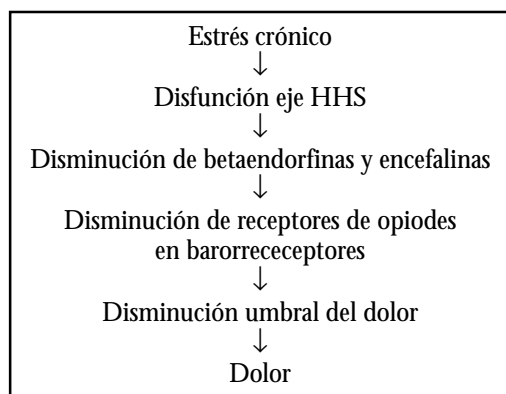 Estrés crónico
↓
Disfunción eje HHS
↓
Disminución de betaendorfinas y encefalinas
↓
Disminución de receptores de opiodes
en barorrececeptores
↓
Disminución umbral del dolor
↓
Dolor